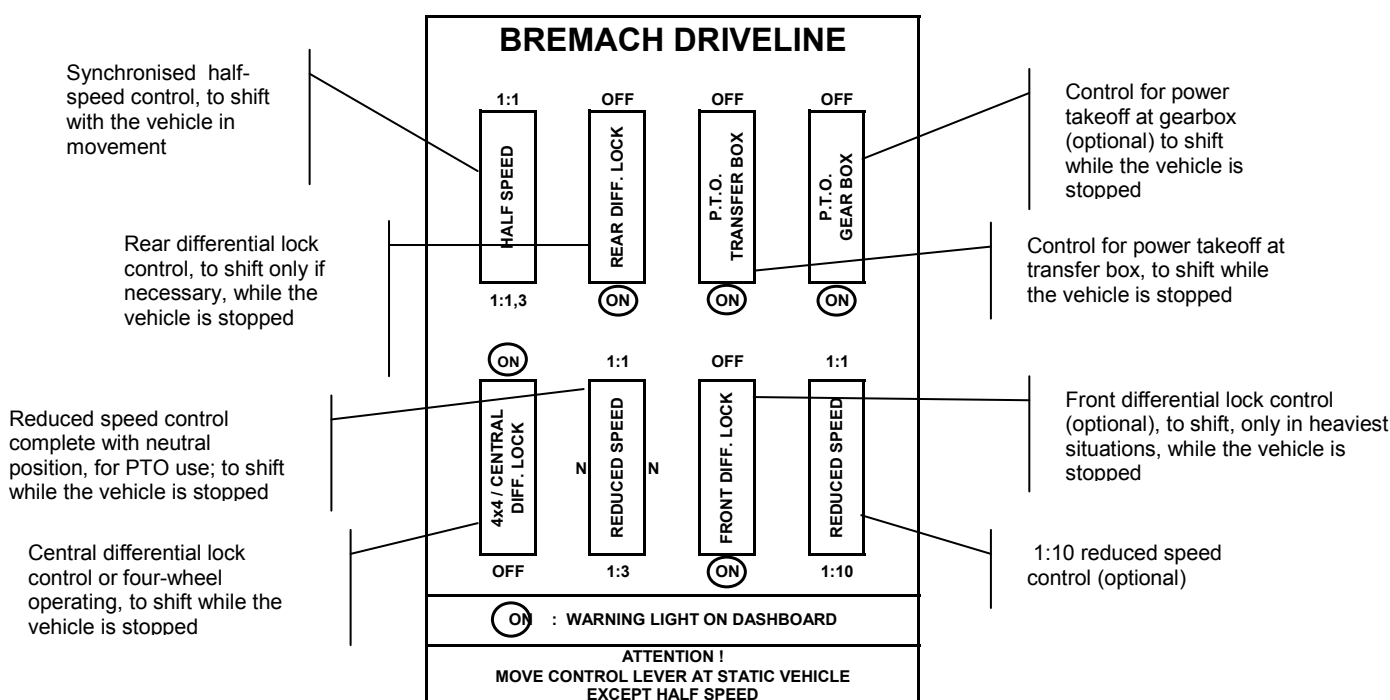 BREMACH DRIVELINE
Synchronised half-
speed control, to shift
with the vehicle in
movement
Rear differential lock
control, to shift only if
necessary, while the
vehicle is stopped
Reduced speed control
complete with neutral
position, for PTO use; to shift
while the vehicle is stopped
Central differential lock
control or four-wheel
operating, to shift while the
vehicle is stopped
1:1
HALF SPEED
1:1,3
OFF
REAR DIFF. LOCK
ON
OFF
P.T.O.
TRANSFER BOX
ON
OFF
P.T.O.
GEAR BOX
ON
ON
4x4 / CENTRAL
DIFF. LOCK
OFF
1:1
N
REDUCED SPEED
N
1:3
OFF
FRONT DIFF. LOCK
ON
1:1
REDUCED SPEED
1:10
Control for power
takeoff at gearbox
(optional) to shift
while the vehicle is
stopped
Control for power takeoff at
transfer box, to shift while
the vehicle is stopped
Front differential lock control
(optional), to shift, only in heaviest
situations, while the vehicle is
stopped
1:10 reduced speed
control (optional)
ON : WARNING LIGHT ON DASHBOARD
ATTENTION !
MOVE CONTROL LEVER AT STATIC VEHICLE
EXCEPT HALF SPEED